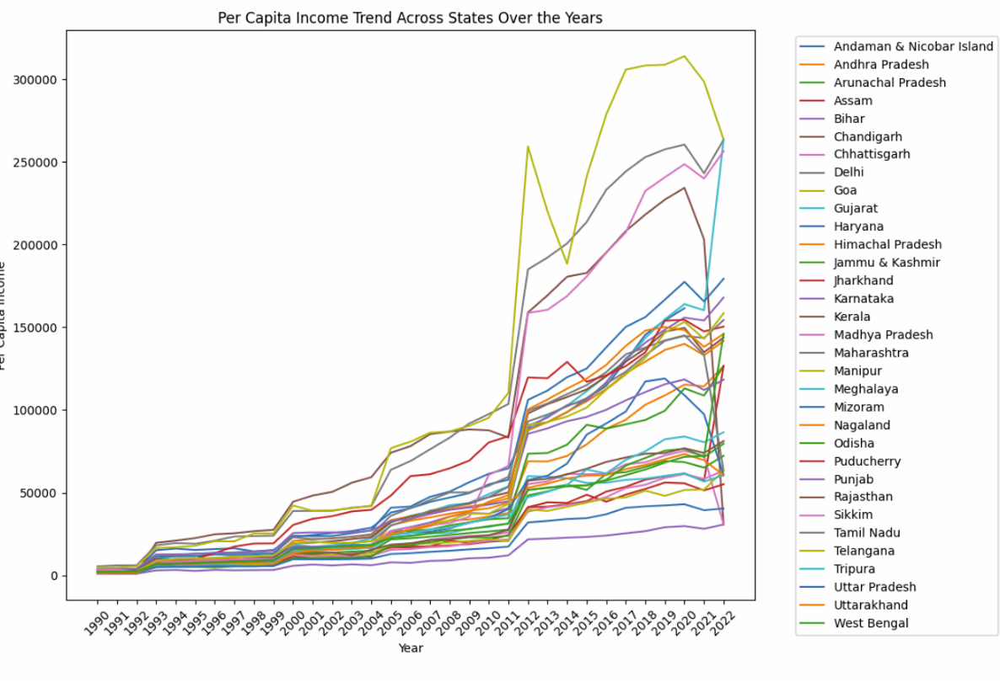 Per Capita Income Trend Across States Over the Years
300000
250000
200000
150000
100000
50000
0
Per Capita Income
1990 1991 1992 1993 1994 1995 1996 1997 1998 1999 2000 2001 2002 2003 2004 2005 2006 2007 2008 2009 2010 2011 2012 2013 2014 2015 2016 2017 2018 2019 2020 2021 2022
Year
Andaman & Nicobar Island
Andhra Pradesh
Arunachal Pradesh
Assam
Bihar
Chandigarh
Chhattisgarh
Delhi
Goa
Gujarat
Haryana
Himachal Pradesh
Jammu & Kashmir
Jharkhand
Karnataka
Kerala
Madhya Pradesh
Maharashtra
Manipur
Meghalaya
Mizoram
Nagaland
Odisha
Puducherry
Punjab
Rajasthan
Sikkim
Tamil Nadu
Telangana
Tripura
Uttar Pradesh
Uttarakhand
West Bengal